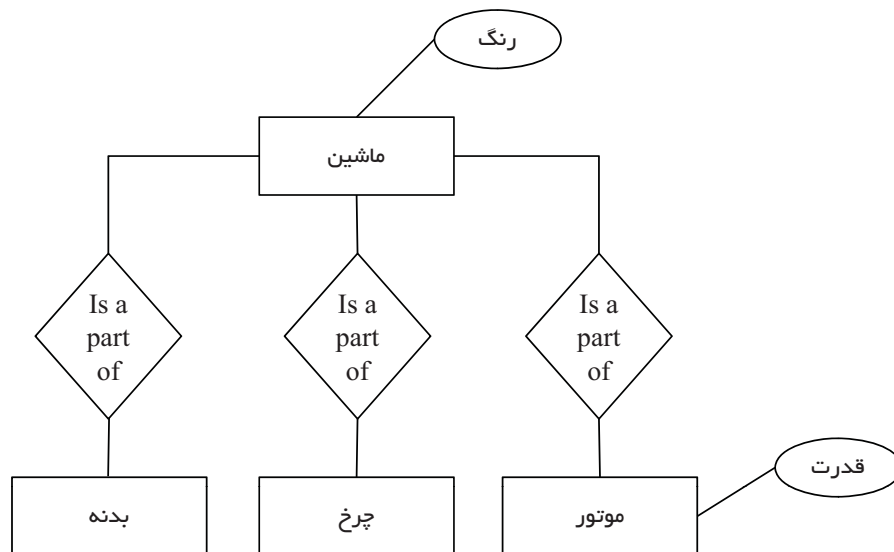 رنگ
ماشین
Is a
part
of
Is a
part
of
Is a
part
of
قدرت
بدنه
چرخ
موتور